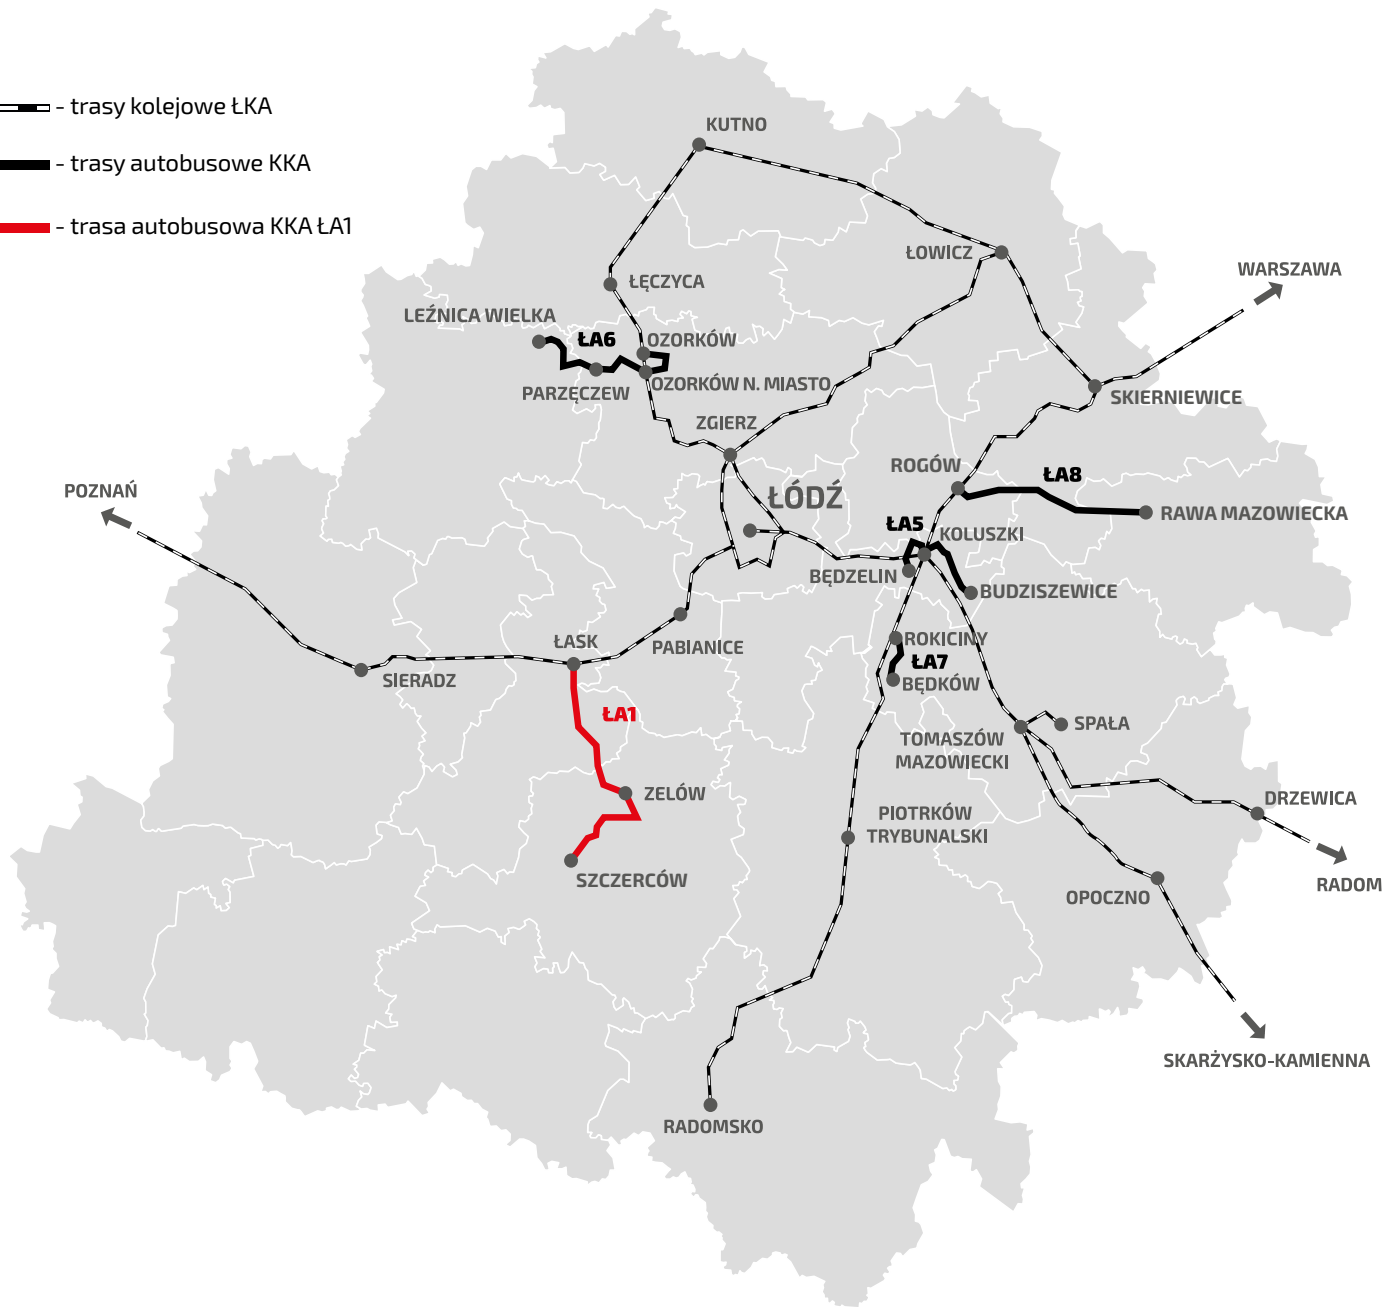 - trasy kolejowe ŁKA
- trasy autobusowe KKA
- trasa autobusowa KKA ŁA1
KUTNO
ŁOWICZ
WARSZAWA
ŁĘCZYCA
LEŹNICA WIELKA
ŁA6
OZORKÓW
PARZĘCZEW
OZORKÓW N. MIASTO
SKIERNIEWICE
ZGIERZ
ROGÓW
ŁA8
POZNAŃ
ŁÓDŹ
RAWA MAZOWIECKA
ŁA5
KOLUSZKI
BĘDZELIN
BUDZISZEWICE
ŁASK
PABIANICE
ROKICINY
SIERADZ
ŁA7
BĘDKÓW
ŁA1
SPAŁA
TOMASZÓW
MAZOWIECKI
ZELÓW
DRZEWICA
PIOTRKÓW
TRYBUNALSKI
SZCZERCÓW
RADOM
OPOCZNO
SKARŻYSKO-KAMIENNA
RADOMSKO